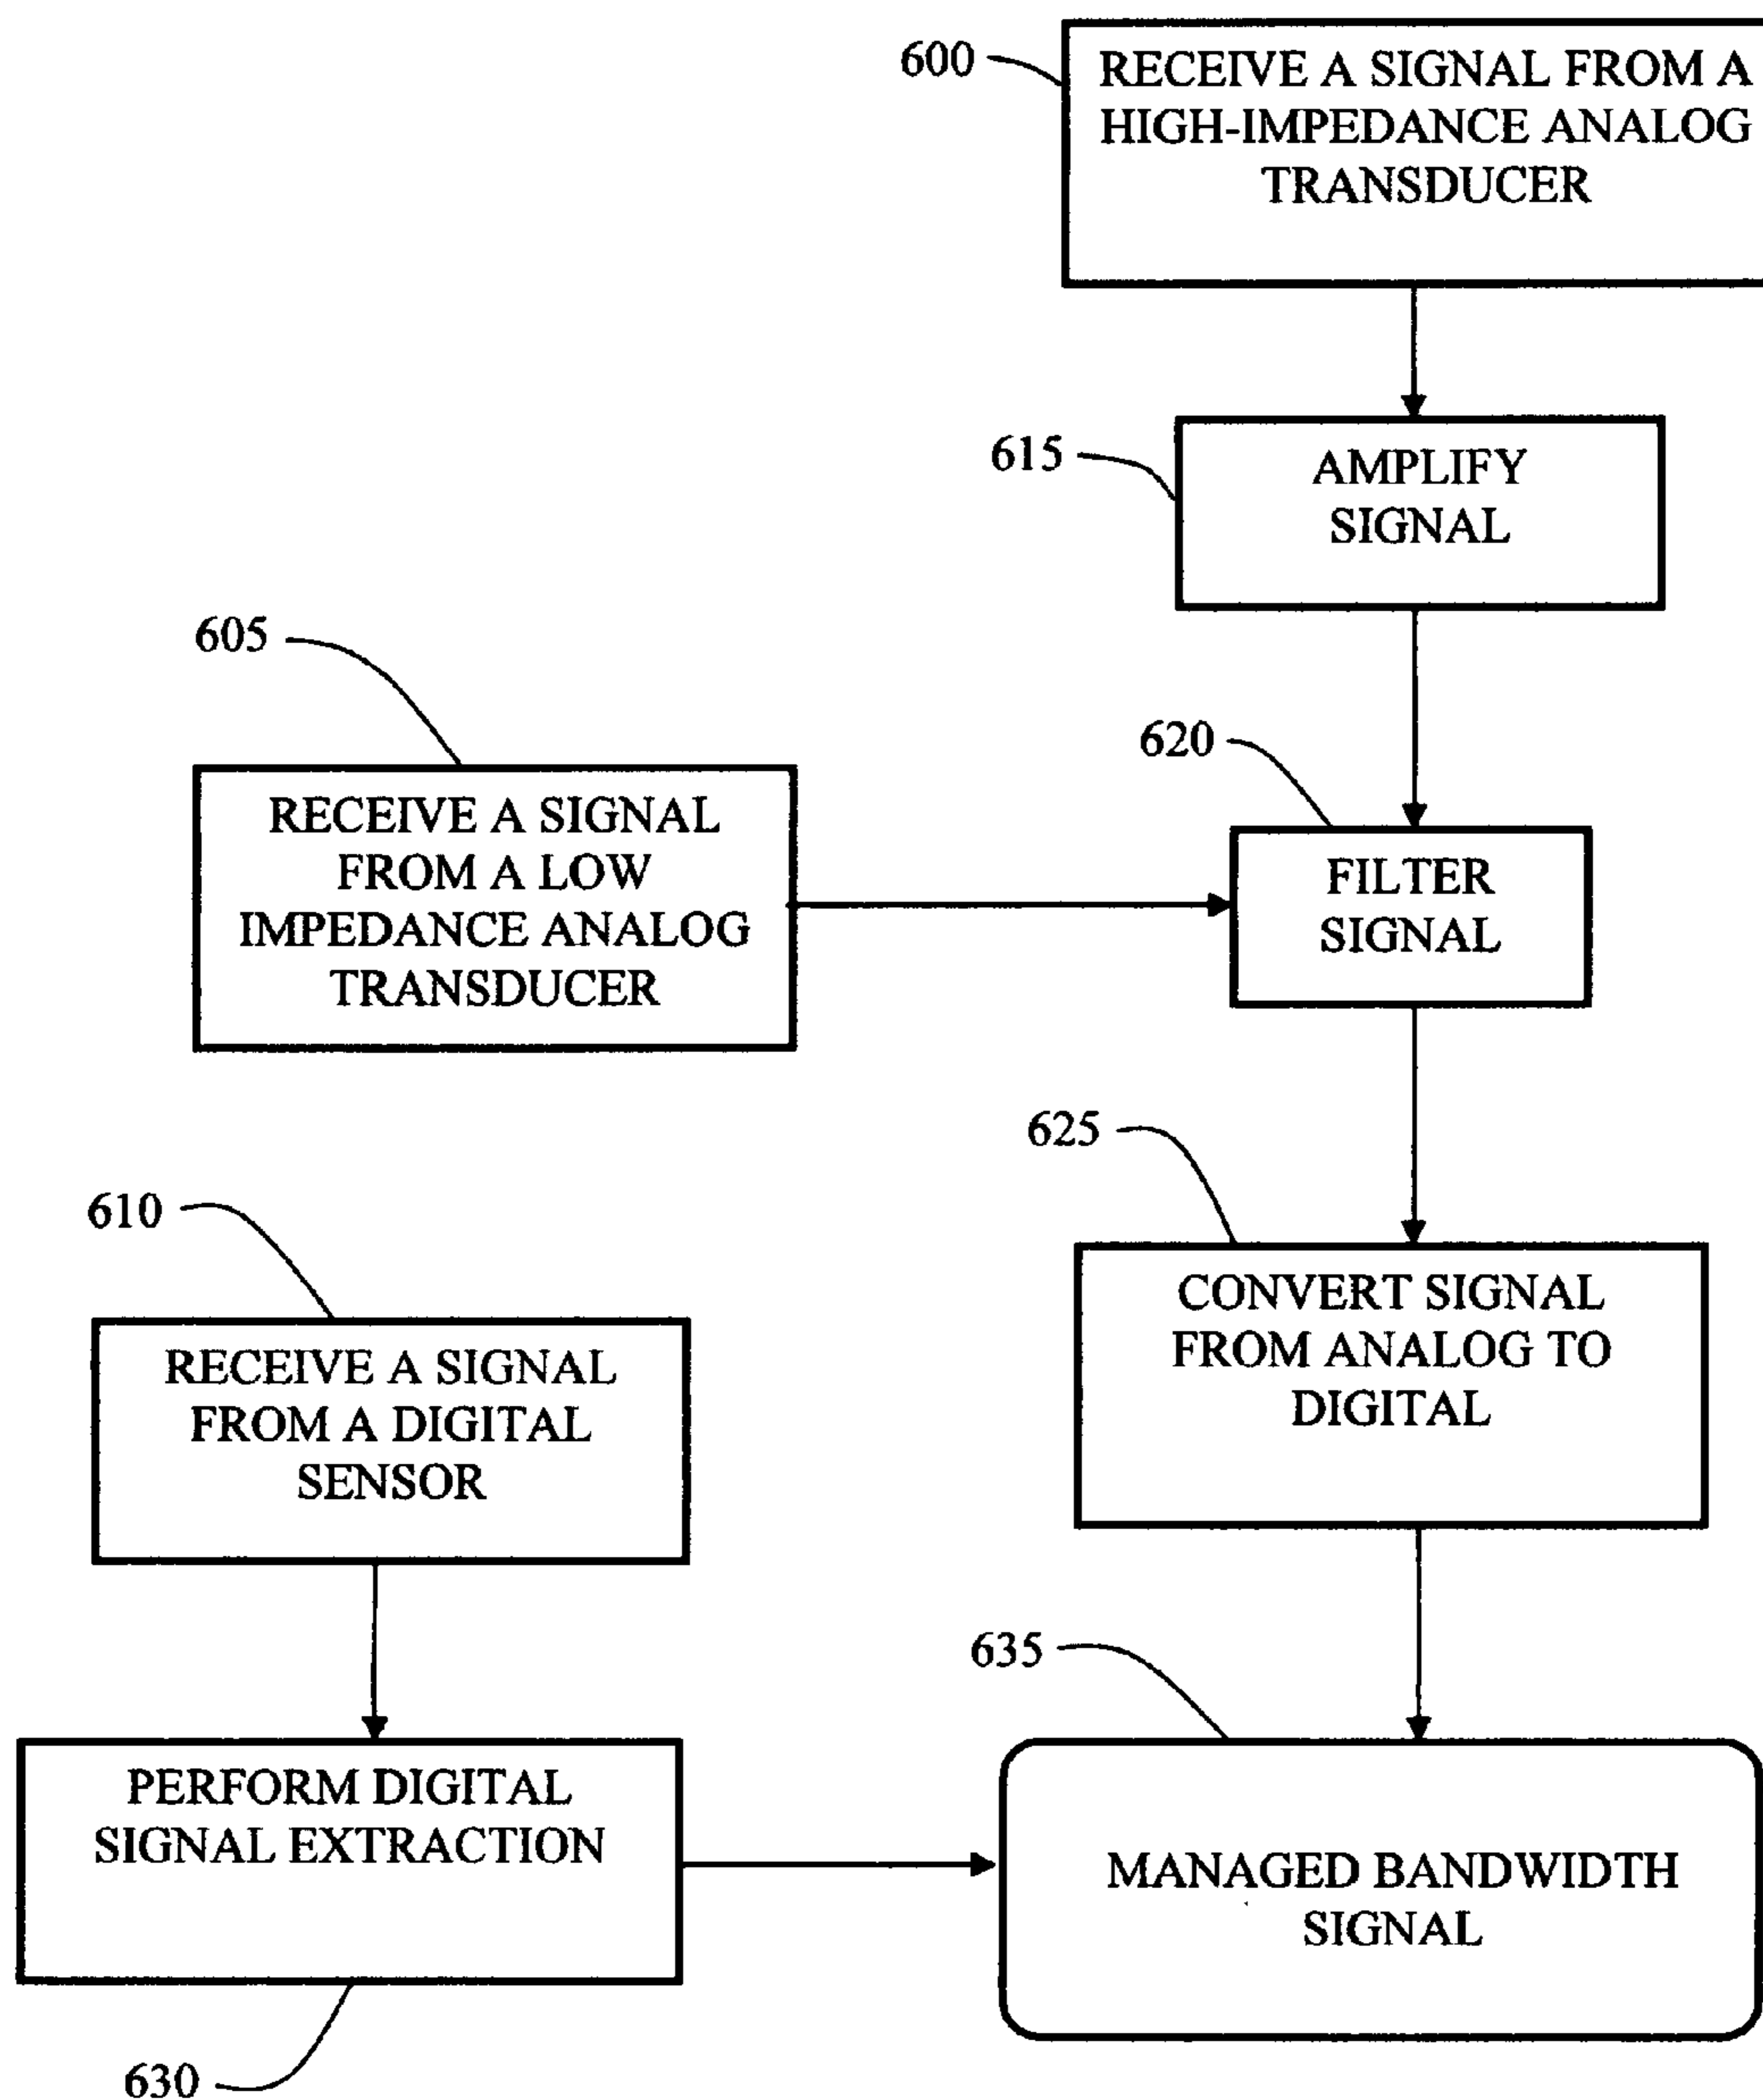 600
RECEIVE A SIGNAL FROM A
HIGH-IMPEDANCE ANALOG
TRANSDUCER
615
AMPLIFY
SIGNAL
605
RECEIVE A SIGNAL
FROM A LOW
IMPEDANCE ANALOG
TRANSDUCER
620
FILTER
SIGNAL
625
CONVERT SIGNAL
FROM ANALOG TO
DIGITAL
610
RECEIVE A SIGNAL
FROM A DIGITAL
SENSOR
PERFORM DIGITAL
SIGNAL EXTRACTION
630
635
MANAGED BANDWIDTH
SIGNAL